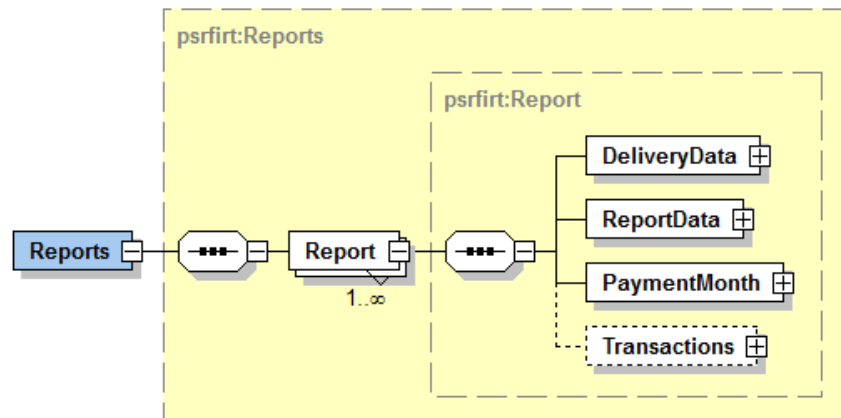 psrfirt:Reports
psrfirt:Report
DeliveryData
ReportData
Reports
Report
1..∞
PaymentMonth
Transactions